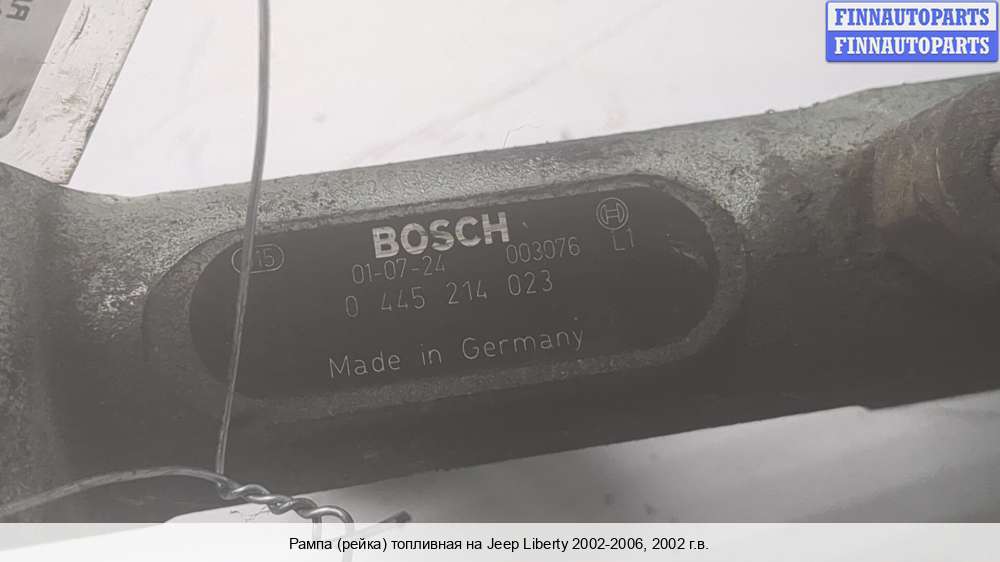 FINNAUTOPARTS
FINNAUTOPARTS
BOSCH
15
01-07-24 003076 L1
0 445 214 023
Made in Germany
Рампа (рейка) топливная на Jeep Liberty 2002-2006, 2002 г.в.